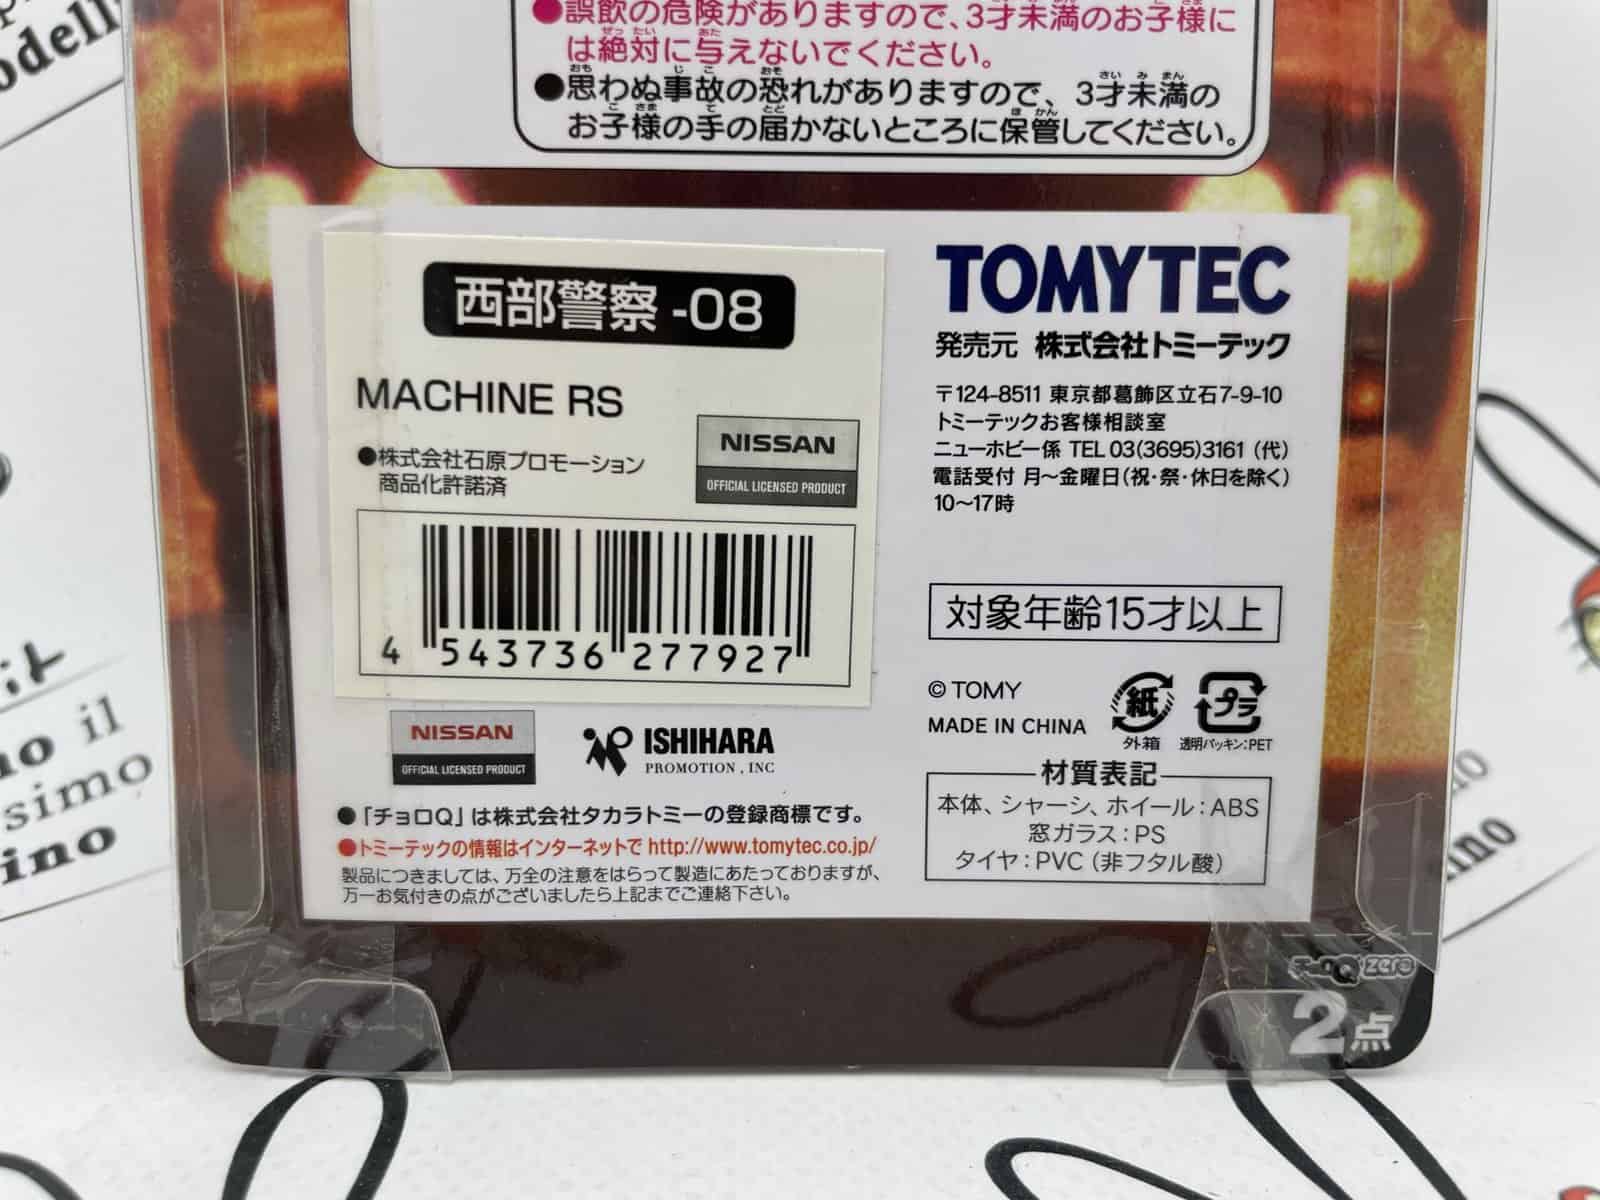 ●誤飲の危険がありますので、3才未満のお子様に
は絶対に与えないでください。
●思わぬ事故の恐れがありますので、3才未満の
お子様の手の届かないところに保管してください。
西部警察 -08
MACHINE RS
●株式会社石原プロモーション
商品化許諾済
NISSAN
OFFICIAL LICENSED PRODUCT
4 543736 277927
NISSAN
OFFICIAL LICENSED PRODUCT
ISHIHARA
PROMOTION, INC
●「チョロQ」は株式会社タカラトミーの登録商標です。
●トミーテックの情報はインターネットで http://www.tomytec.co.jp/
製品につきましては、万全の注意をはらって製造にあたっておりますが、
万一お気付きの点がございましたら上記までご連絡下さい。
TOMYTEC
発売元 株式会社トミーテック
〒124-8511 東京都葛飾区立石7-9-10
トミーテックお客様相談室
ニューホビー係 TEL 03(3695)3161 (代)
電話受付 月〜金曜日(祝・祭・休日を除く)
10〜17時
対象年齢15才以上
© TOMY
MADE IN CHINA
紙
外箱
プラ
透明パッキン:PET
材質表記
本体、シャーシ、ホイール:ABS
窓ガラス:PS
タイヤ:PVC (非フタル酸)
チョロQ zero
2点